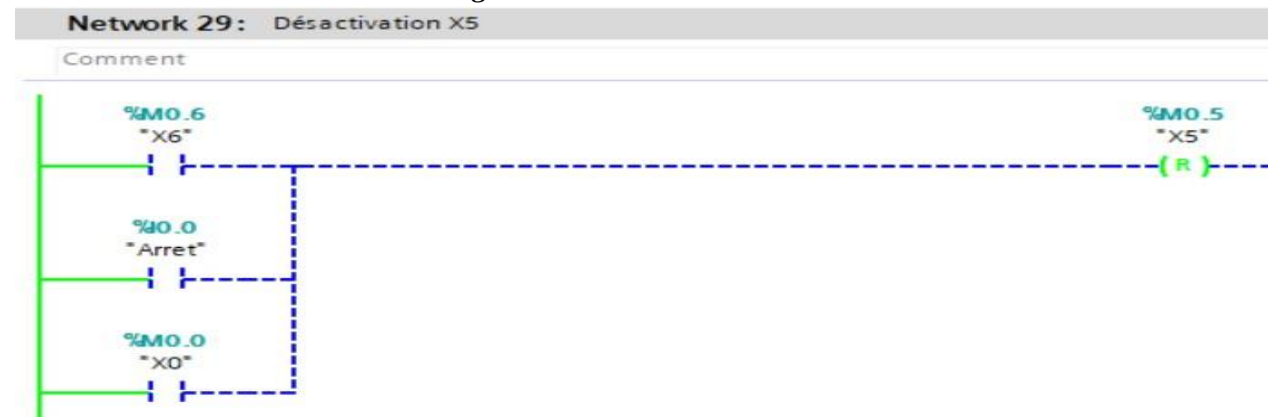 Network 29: Désactivation X5
Comment
%M0.6
"X6"
%M0.5
"X5"
( R )
%I0.0
"Arret"
%M0.0
"X0"